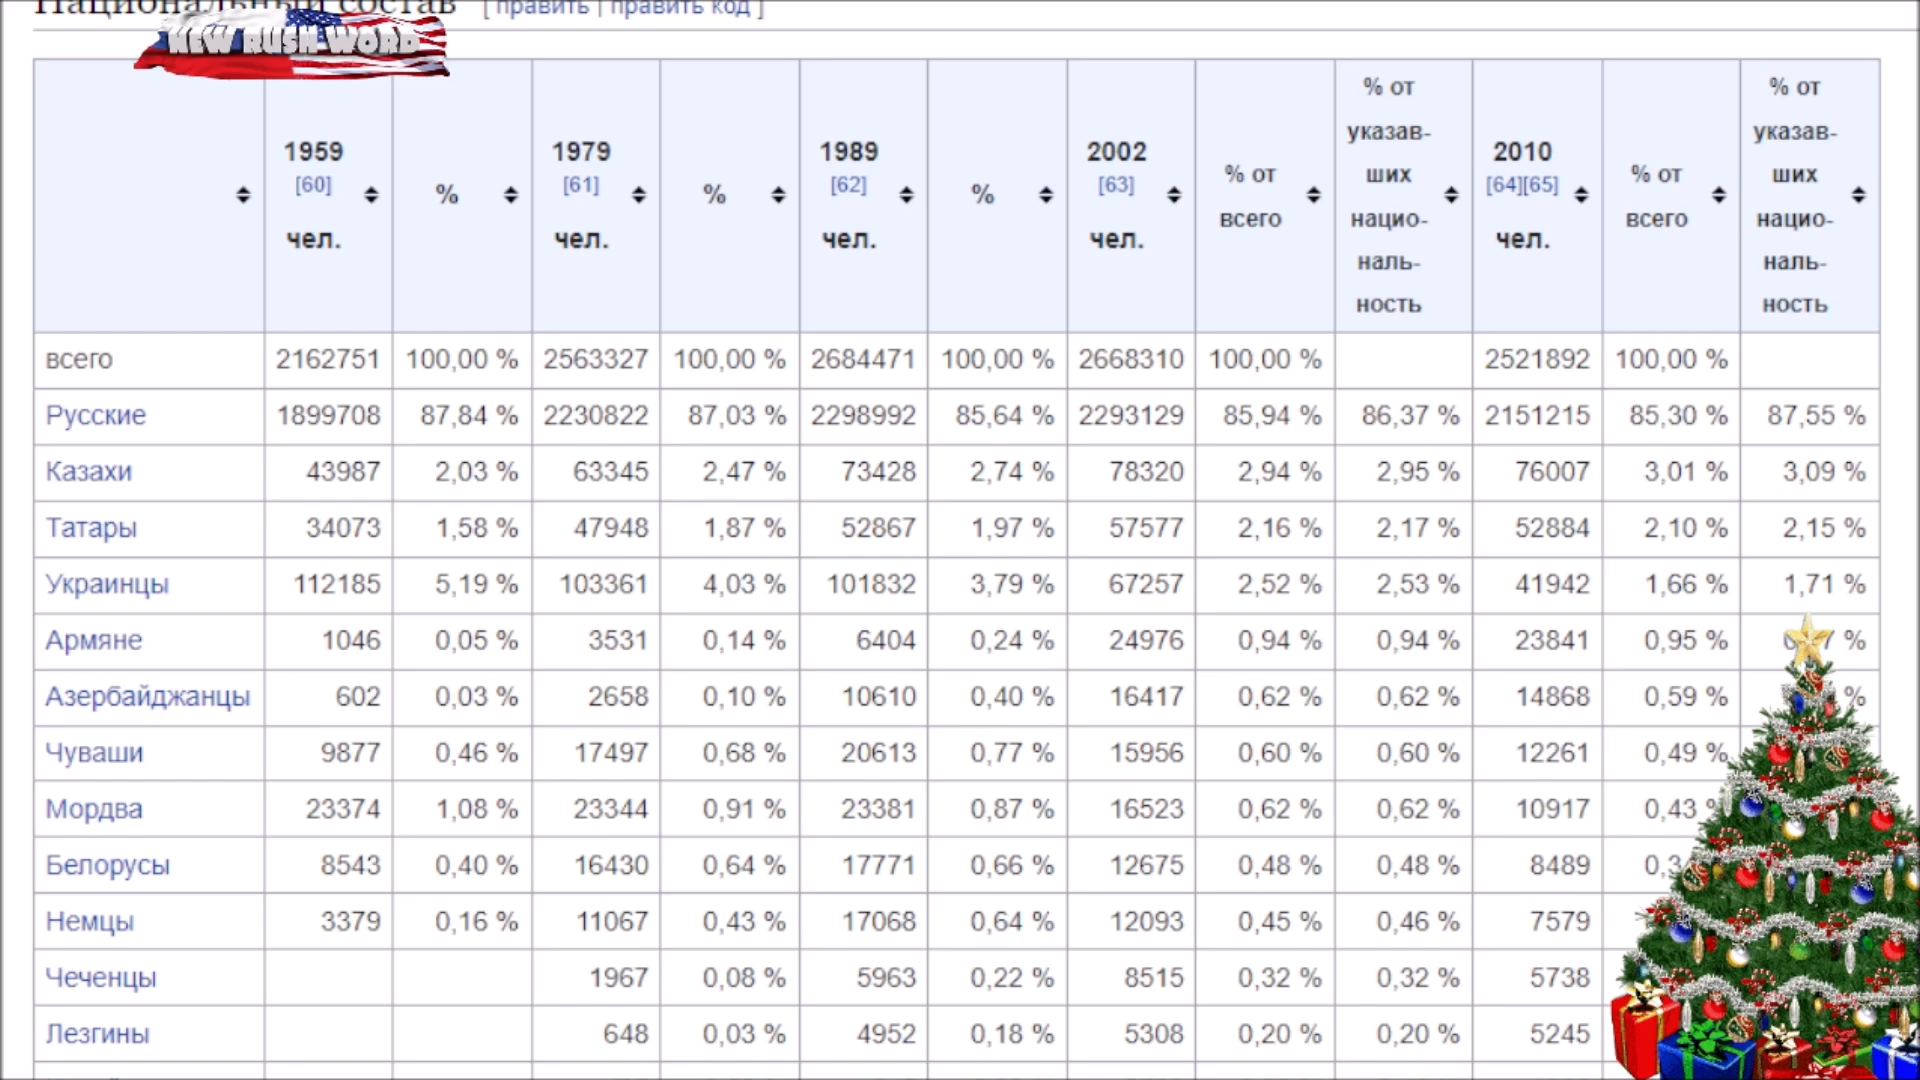 Национальный состав [ править | править код ]
NEW RUSH WORD
1959 [60] чел. % 1979 [61] чел. % 1989 [62] чел. % 2002 [63] чел. % от всего % от указав- ших нацио- наль- ность 2010 [64][65] чел. % от всего % от указав- ших нацио- наль- ность
всего 2162751 100,00 % 2563327 100,00 % 2684471 100,00 % 2668310 100,00 % 2521892 100,00 %
Русские 1899708 87,84 % 2230822 87,03 % 2298992 85,64 % 2293129 85,94 % 86,37 % 2151215 85,30 % 87,55 %
Казахи 43987 2,03 % 63345 2,47 % 73428 2,74 % 78320 2,94 % 2,95 % 76007 3,01 % 3,09 %
Татары 34073 1,58 % 47948 1,87 % 52867 1,97 % 57577 2,16 % 2,17 % 52884 2,10 % 2,15 %
Украинцы 112185 5,19 % 103361 4,03 % 101832 3,79 % 67257 2,52 % 2,53 % 41942 1,66 % 1,71 %
Армяне 1046 0,05 % 3531 0,14 % 6404 0,24 % 24976 0,94 % 0,94 % 23841 0,95 % %
Азербайджанцы 602 0,03 % 2658 0,10 % 10610 0,40 % 16417 0,62 % 0,62 % 14868 0,59 % %
Чуваши 9877 0,46 % 17497 0,68 % 20613 0,77 % 15956 0,60 % 0,60 % 12261 0,49 %
Мордва 23374 1,08 % 23344 0,91 % 23381 0,87 % 16523 0,62 % 0,62 % 10917 0,43 %
Белорусы 8543 0,40 % 16430 0,64 % 17771 0,66 % 12675 0,48 % 0,48 % 8489
Немцы 3379 0,16 % 11067 0,43 % 17068 0,64 % 12093 0,45 % 0,46 % 7579
Чеченцы 1967 0,08 % 5963 0,22 % 8515 0,32 % 0,32 % 5738
Лезгины 648 0,03 % 4952 0,18 % 5308 0,20 % 0,20 % 5245